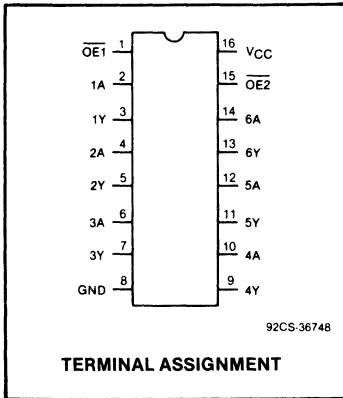 OE1 1 16 VCC
1A 2 15 OE2
1Y 3 14 6A
2A 4 13 6Y
2Y 5 12 5A
3A 6 11 5Y
3Y 7 10 4A
GND 8 9 4Y
92CS-36748
TERMINAL ASSIGNMENT